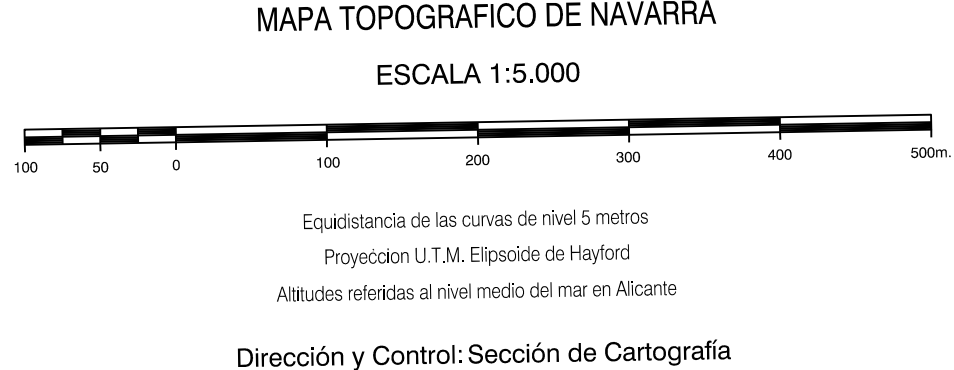 MAPA TOPOGRAFICO DE NAVARRA
ESCALA 1:5.000
100 50 0 100 200 300 400 500m.
Equidistancia de las curvas de nivel 5 metros
Proyeccion U.T.M. Elipsoide de Hayford
Altitudes referidas al nivel medio del mar en Alicante
Dirección y Control: Sección de Cartografía